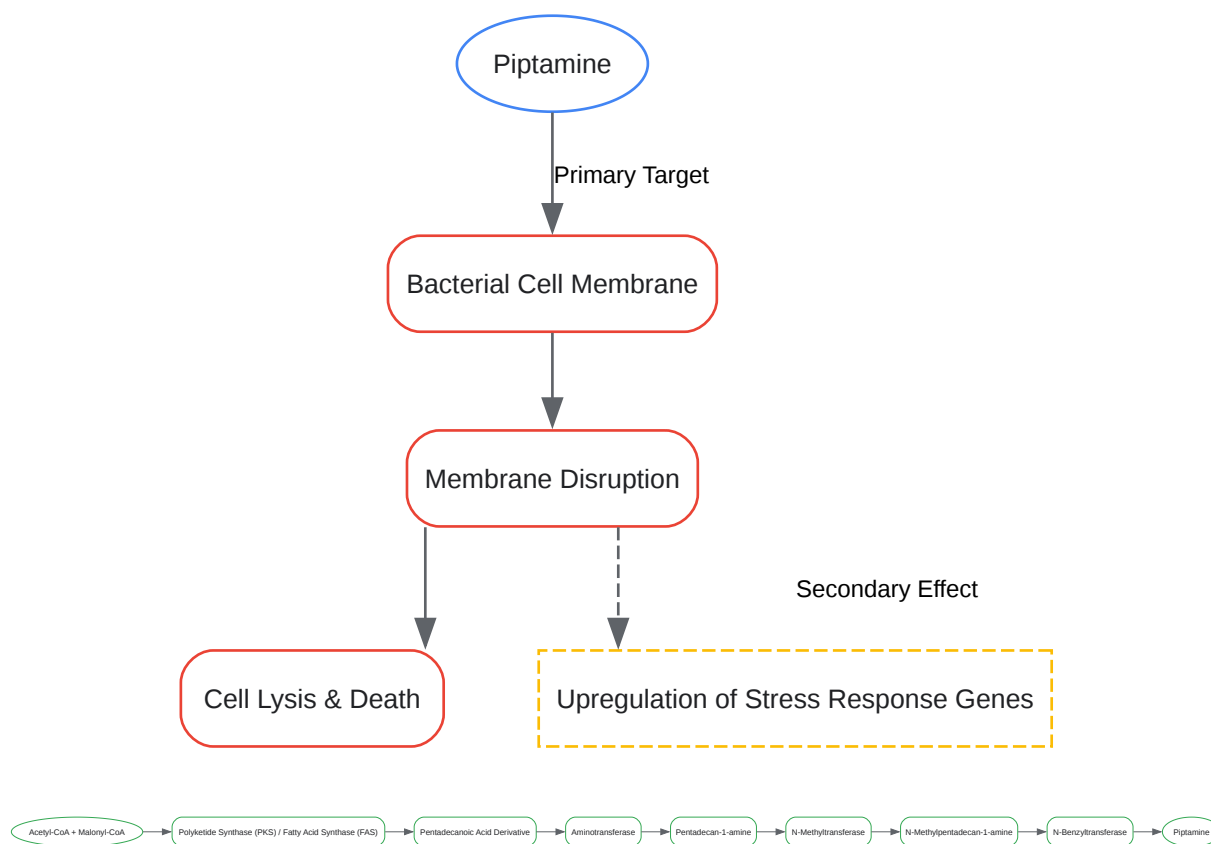 Piptamine
Primary Target
Bacterial Cell Membrane
Membrane Disruption
Secondary Effect
Cell Lysis & Death
Upregulation of Stress Response Genes
Acetyl-CoA + Malonyl-CoA
Polyketide Synthase (PKS) / Fatty Acid Synthase (FAS)
Pentadecanoic Acid Derivative
Aminotransferase
Pentadecan-1-amine
N-Methyltransferase
N-Methylpentadecan-1-amine
N-Benzyltransferase
Piptamine